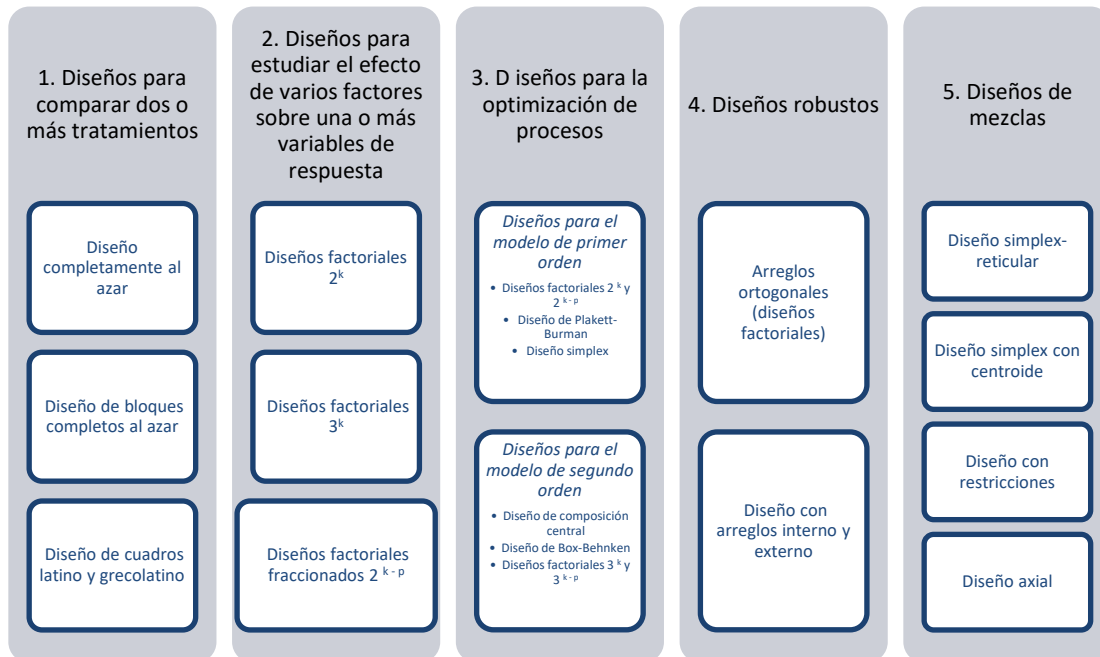 1. Diseños para
comparar dos o
más tratamientos
Diseño
completamente al
azar
Diseño de bloques
completos al azar
Diseño de cuadros
latino y grecolatino
2. Diseños para
estudiar el efecto
de varios factores
sobre una o más
variables de
respuesta
Diseños factoriales
2ᵏ
Diseños factoriales
3ᵏ
Diseños factoriales
fraccionados 2 ᵏ ⁻ ᵖ
3. D iseños para la
optimización de
procesos
Diseños para el
modelo de primer
orden
• Diseños factoriales 2 ᵏ y
2 ᵏ ⁻ ᵖ
• Diseño de Plakett-
Burman
• Diseño simplex
Diseños para el
modelo de segundo
orden
• Diseño de composición
central
• Diseño de Box-Behnken
• Diseños factoriales 3 ᵏ y
3 ᵏ ⁻ ᵖ
4. Diseños robustos
Arreglos
ortogonales
(diseños
factoriales)
Diseño con
arreglos interno y
externo
5. Diseños de
mezclas
Diseño simplex-
reticular
Diseño simplex con
centroide
Diseño con
restricciones
Diseño axial